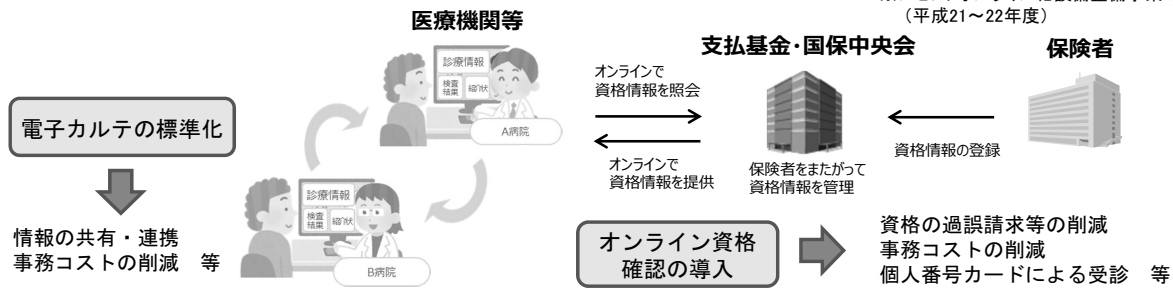 （平成21～22年度）
医療機関等
支払基金・国保中央会
保険者
診療情報
検査
結果
紹介状
A病院
オンラインで
資格情報を照会
オンラインで
資格情報を提供
保険者をまたがって
資格情報を管理
資格情報の登録
電子カルテの標準化
情報の共有・連携
事務コストの削減　等
診療情報
検査
結果
紹介状
B病院
オンライン資格
確認の導入
資格の過誤請求等の削減
事務コストの削減
個人番号カードによる受診　等